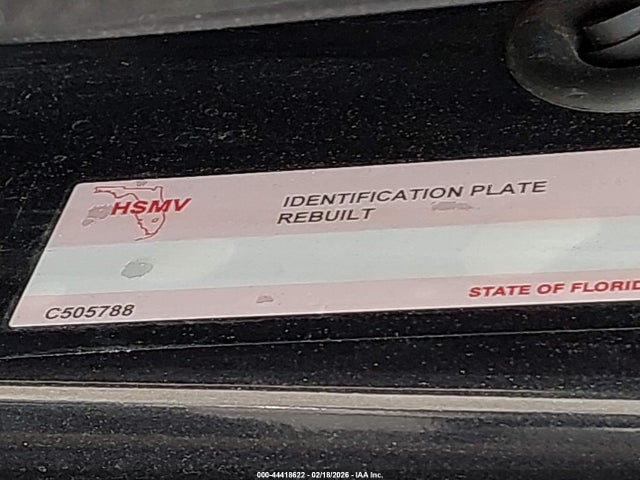 HSMV
IDENTIFICATION PLATE
REBUILT
C505788
STATE OF FLORID
000-44418622 - 02/18/2026 - IAA Inc.